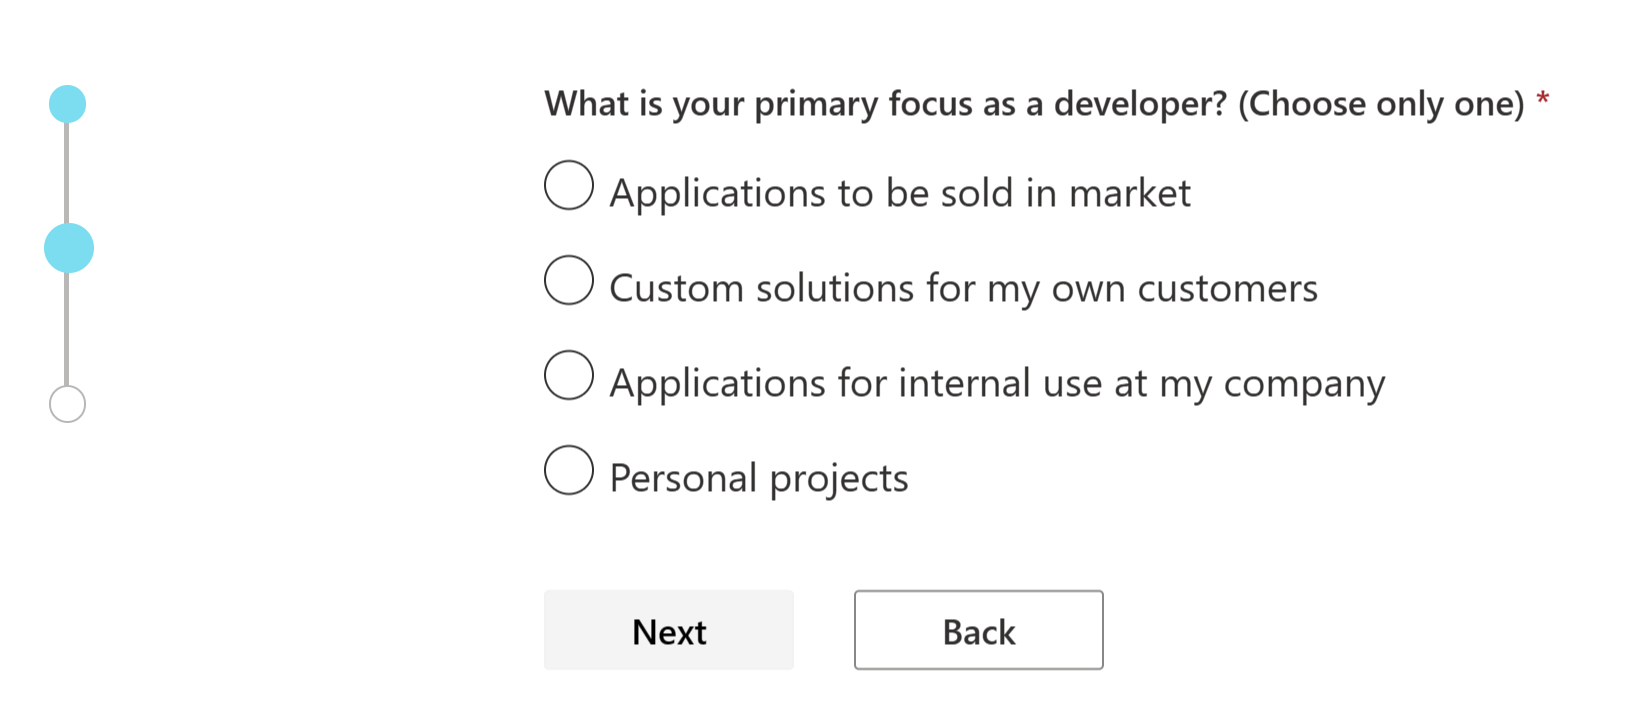 What is your primary focus as a developer? (Choose only one) *
Applications to be sold in market
Custom solutions for my own customers
Applications for internal use at my company
Personal projects
Next
Back